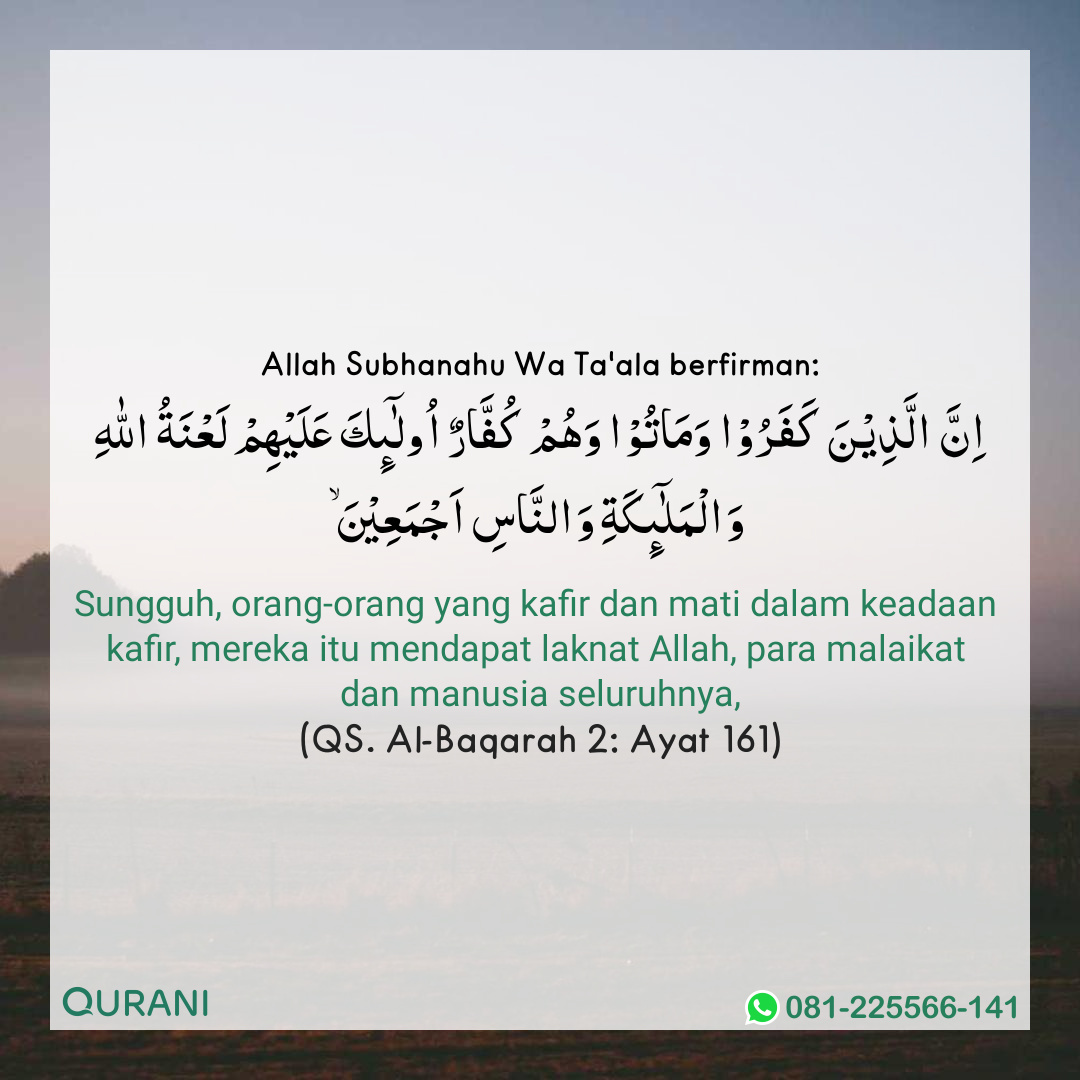 Allah Subhanahu Wa Ta'ala berfirman:
اِنَّ الَّذِيْنَ كَفَرُوْا وَمَاتُوْا وَهُمْ كُفَّارٌ اُولٰۤىِٕكَ عَلَيْهِمْ لَعْنَةُ اللّٰهِ
وَالْمَلٰۤىِٕكَةِ وَالنَّاسِ اَجْمَعِيْنَۙ
Sungguh, orang-orang yang kafir dan mati dalam keadaan
kafir, mereka itu mendapat laknat Allah, para malaikat
dan manusia seluruhnya,
(QS. Al-Baqarah 2: Ayat 161)
QURANI
081-225566-141